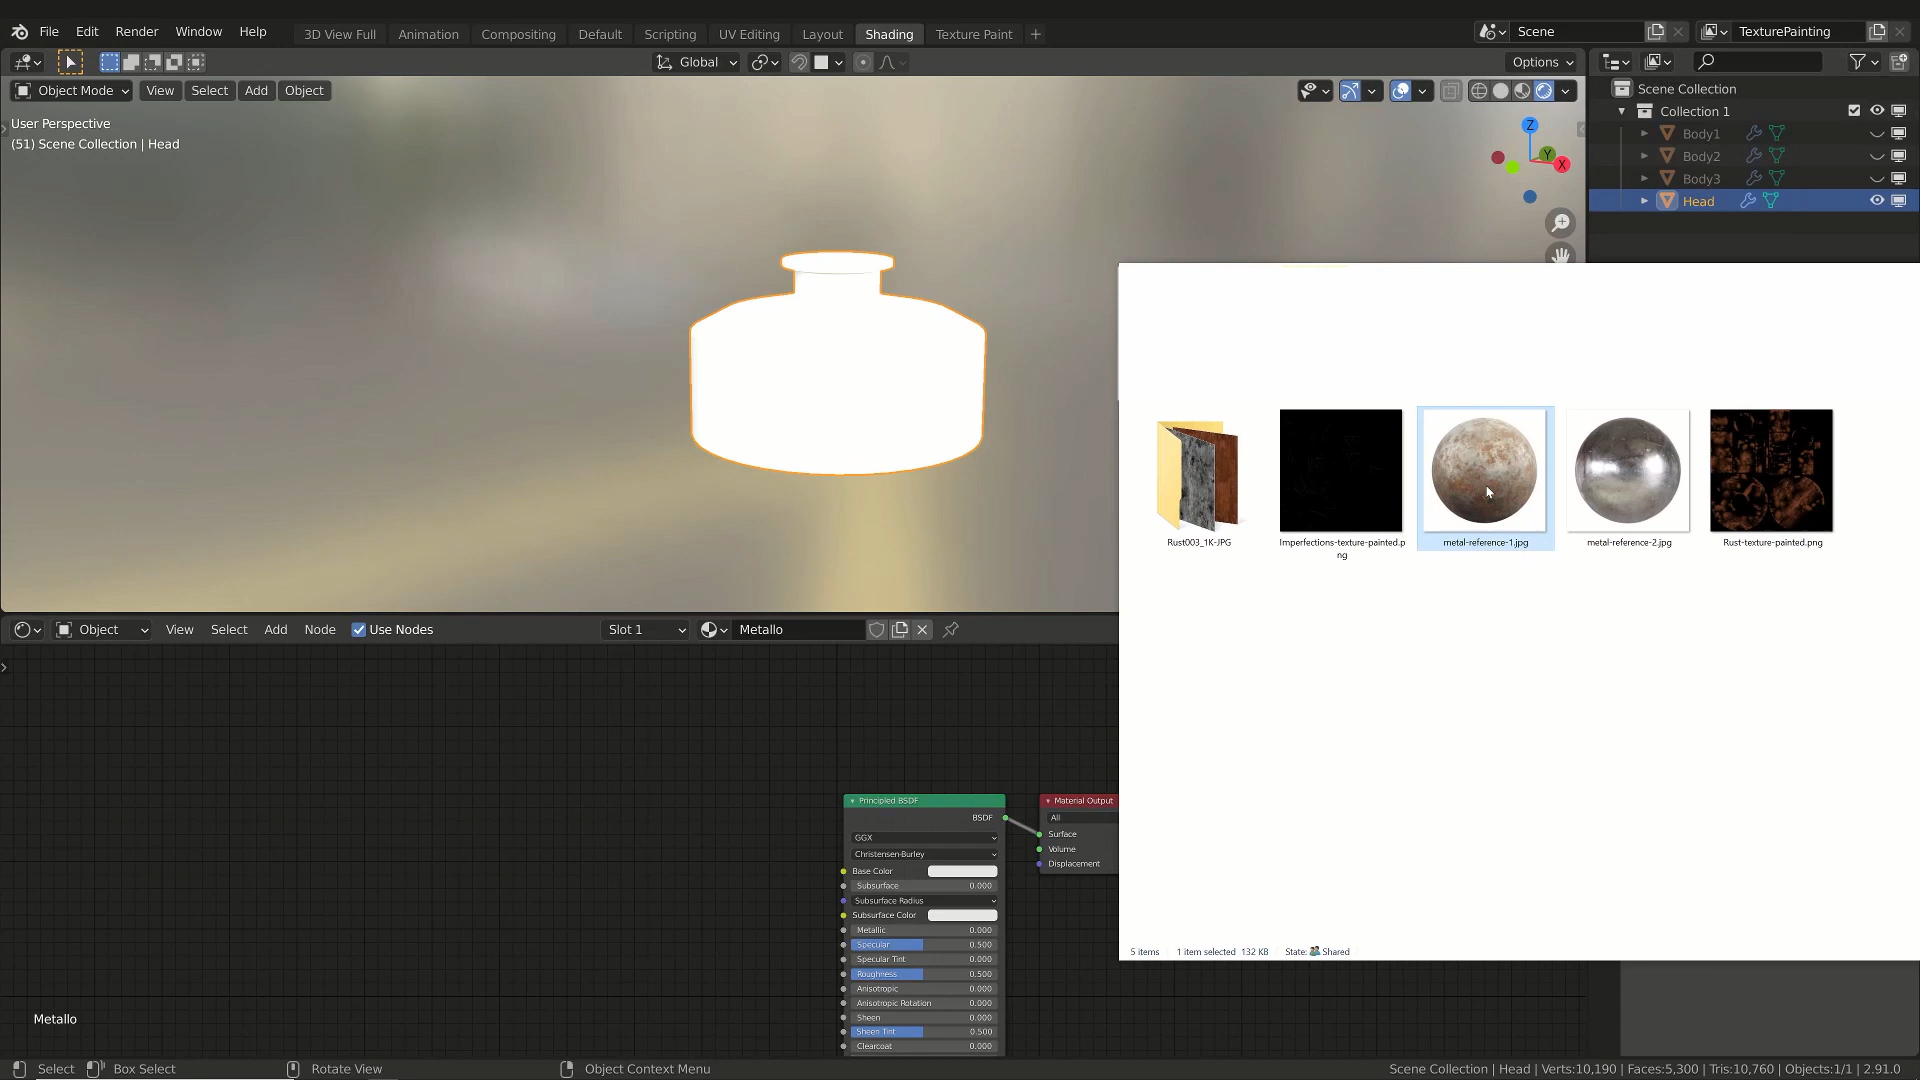 File Edit Render Window Help
3D View Full Animation Compositing Default Scripting UV Editing Layout Shading Texture Paint +
Scene
TexturePainting
Global
Options
Object Mode View Select Add Object
User Perspective
(51) Scene Collection | Head
Z
Y
X
Scene Collection
Collection 1
Body1
Body2
Body3
Head
Rust003_1K-JPG
Imperfections-texture-painted.p
ng
metal-reference-1.jpg
metal-reference-2.jpg
Rust-texture-painted.png
5 items 1 item selected 132 KB State: Shared
Object View Select Add Node Use Nodes
Slot 1
Metallo
Principled BSDF
BSDF
GGX
Christensen-Burley
Base Color
Subsurface 0.000
Subsurface Radius
Subsurface Color
Metallic 0.000
Specular 0.500
Specular Tint 0.000
Roughness 0.500
Anisotropic 0.000
Anisotropic Rotation 0.000
Sheen 0.000
Sheen Tint 0.500
Clearcoat 0.000
Material Output
All
Surface
Volume
Displacement
Metallo
Select Box Select Rotate View Object Context Menu
Scene Collection | Head | Verts:10,190 | Faces:5,300 | Tris:10,760 | Objects:1/1 | 2.91.0